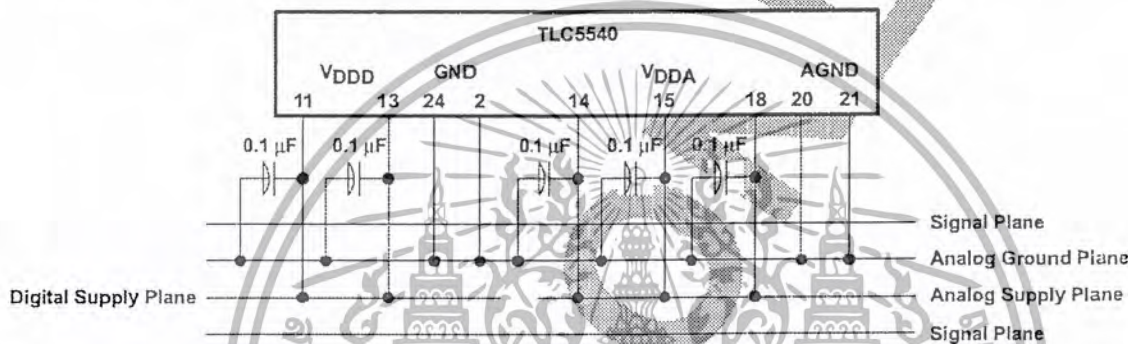 TLC5540
VDDD GND VDDA AGND
11 13 24 2 14 15 18 20 21
0.1 µF 0.1 µF 0.1 µF 0.1 µF 0.1 µF
Signal Plane
Analog Ground Plane
Digital Supply Plane Analog Supply Plane
Signal Plane